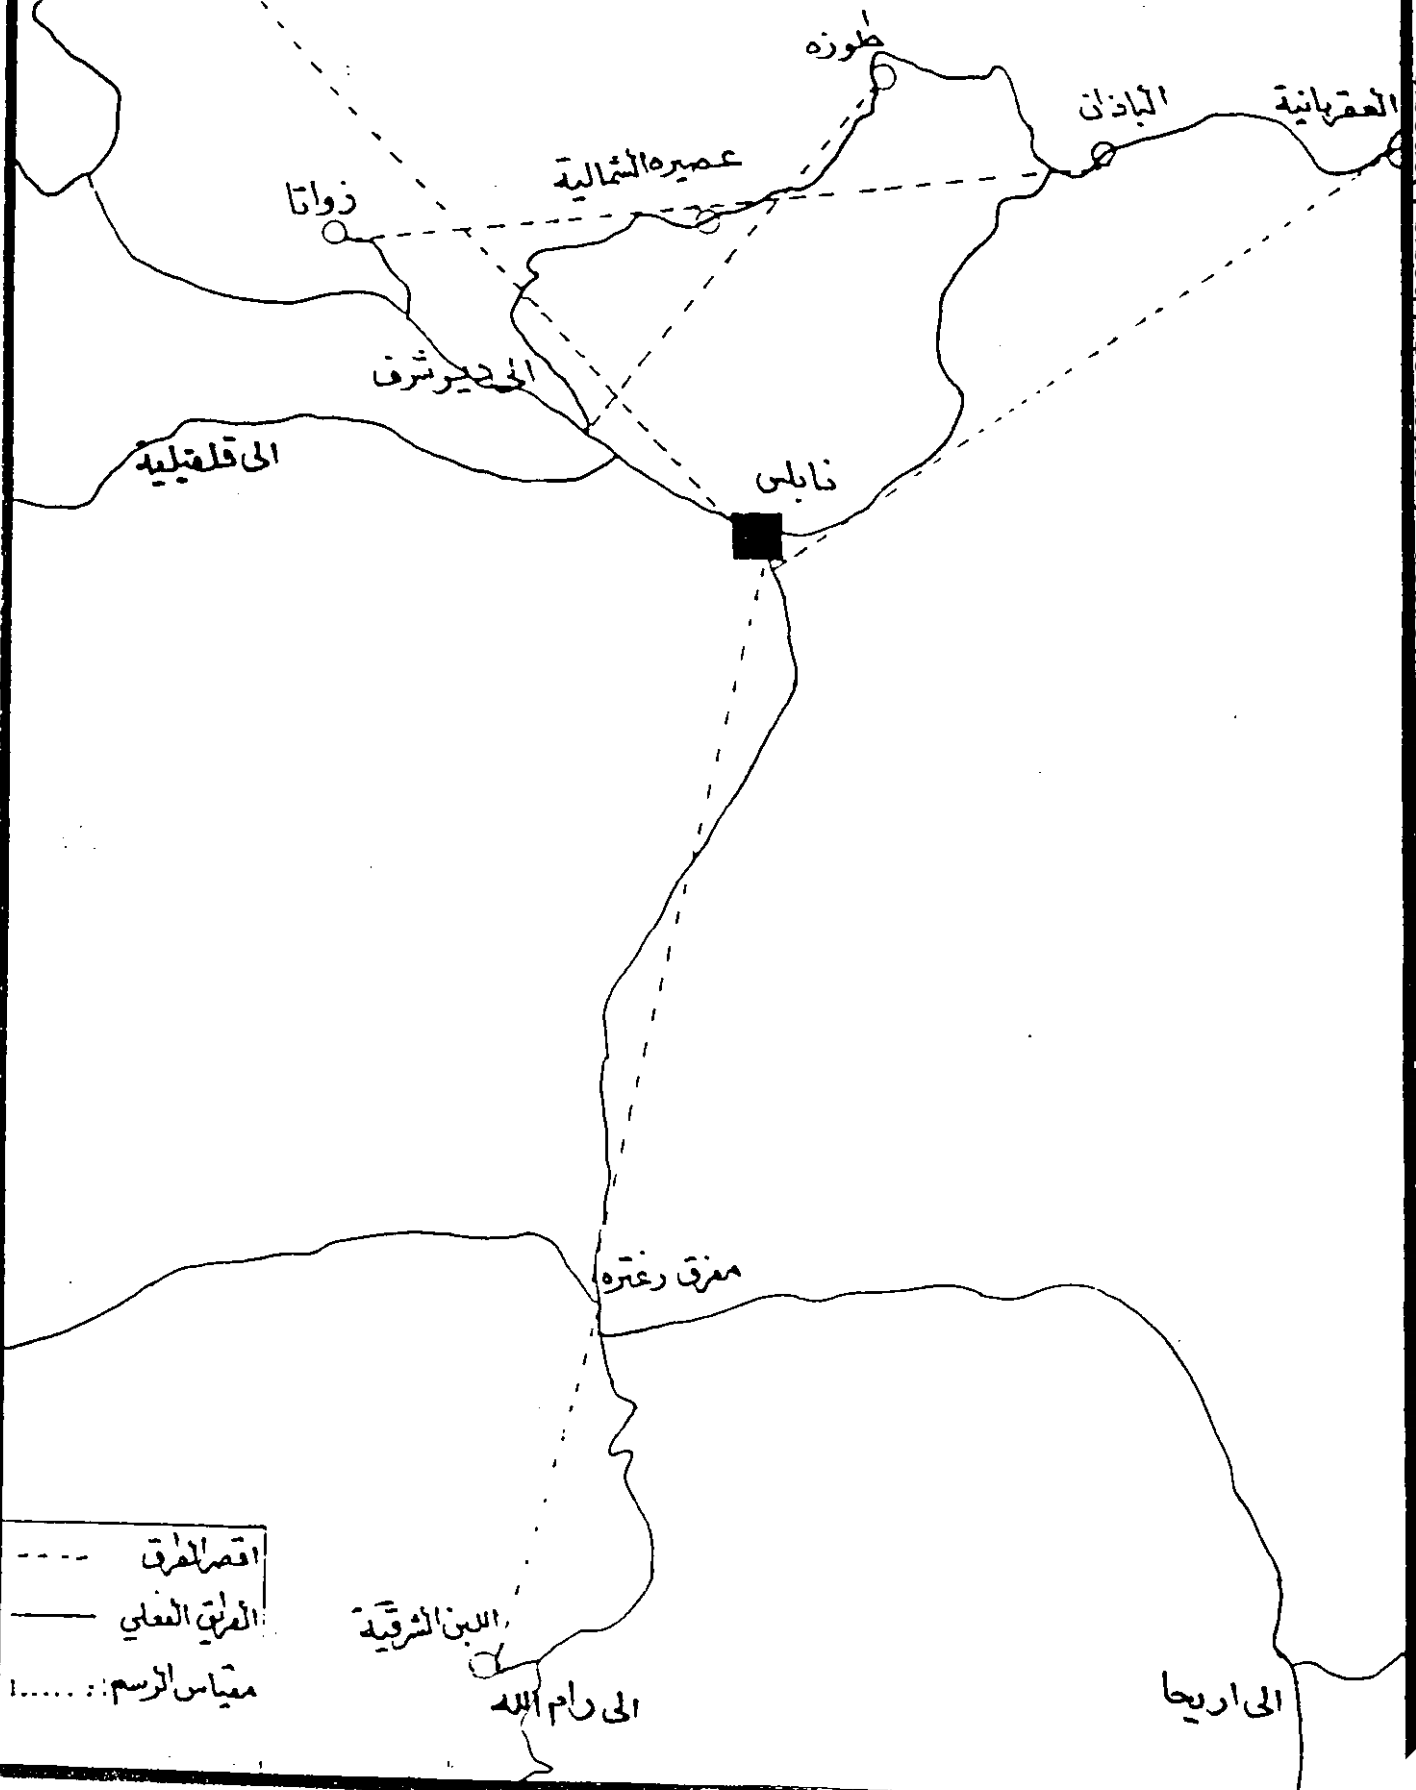 طوزه
الباذان
العقربانية
عصيره الشمالية
زواتا
الى دير شرف
الى قلقيلية
نابلس
مفرق زعتره
اقصر الطرق
الطريق الفعلي
مقياس الرسم:
اللبن الشرقية
الى رام الله
الى اريحا